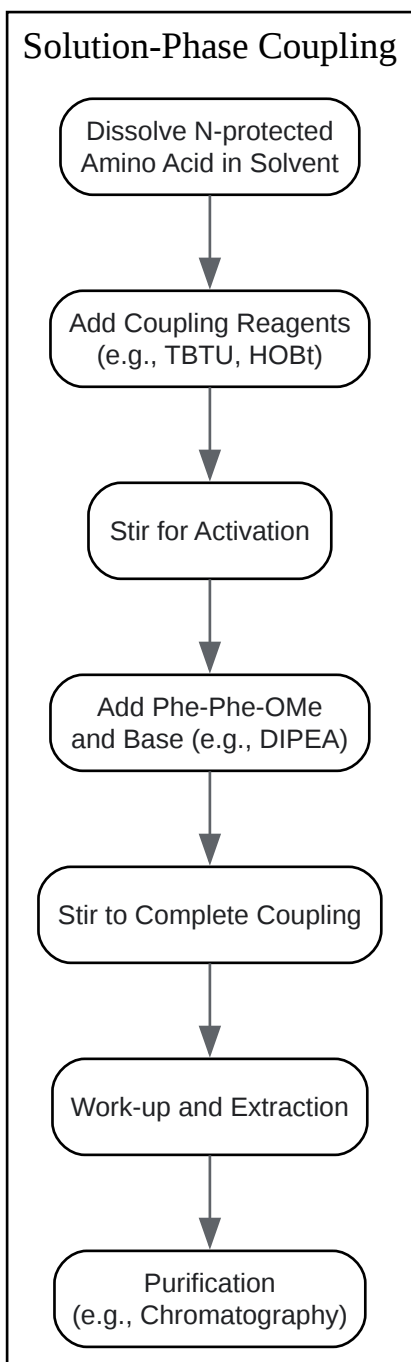 Solution-Phase Coupling
Dissolve N-protected
Amino Acid in Solvent
Add Coupling Reagents
(e.g., TBTU, HOBt)
Stir for Activation
Add Phe-Phe-OMe
and Base (e.g., DIPEA)
Stir to Complete Coupling
Work-up and Extraction
Purification
(e.g., Chromatography)